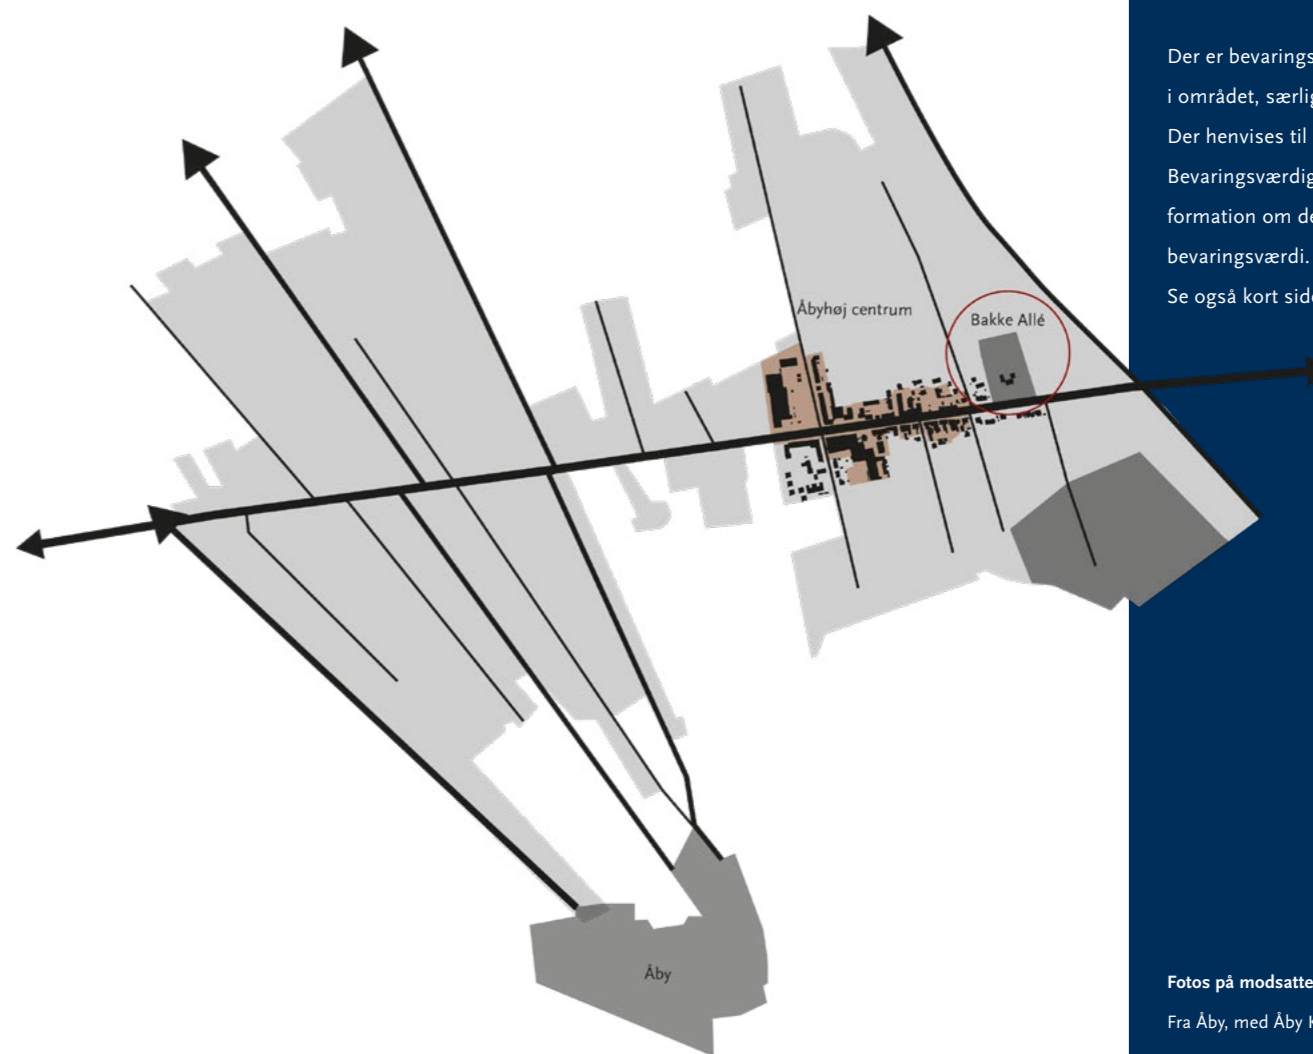 Åbyhøj centrum
Bakke Allé
Åby
Der er bevarings
i området, særlig
Der henvises til
Bevaringsværdig
formation om de
bevaringsværdi.
Se også kort side
Fotos på modsatte
Fra Åby, med Åby K